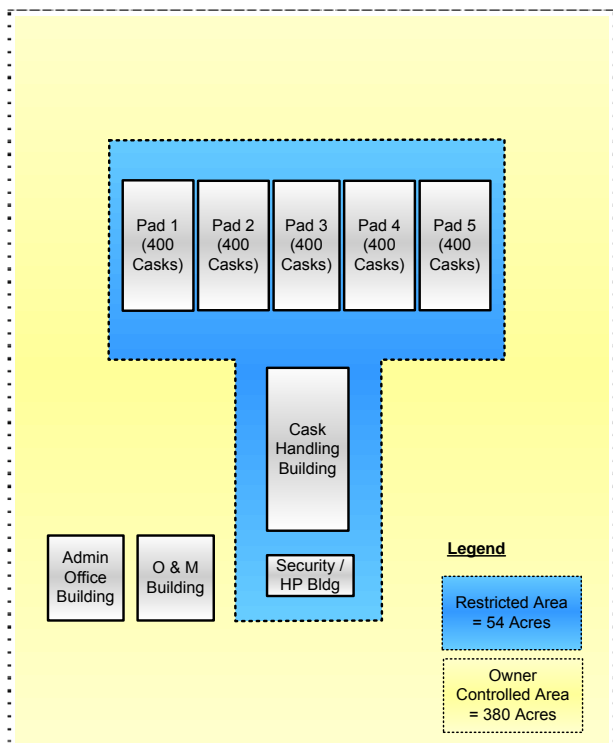 Pad 1
(400
Casks)
Pad 2
(400
Casks)
Pad 3
(400
Casks)
Pad 4
(400
Casks)
Pad 5
(400
Casks)
Cask
Handling
Building
Admin
Office
Building
O & M
Building
Security /
HP Bldg
Legend
Restricted Area
= 54 Acres
Owner
Controlled Area
= 380 Acres